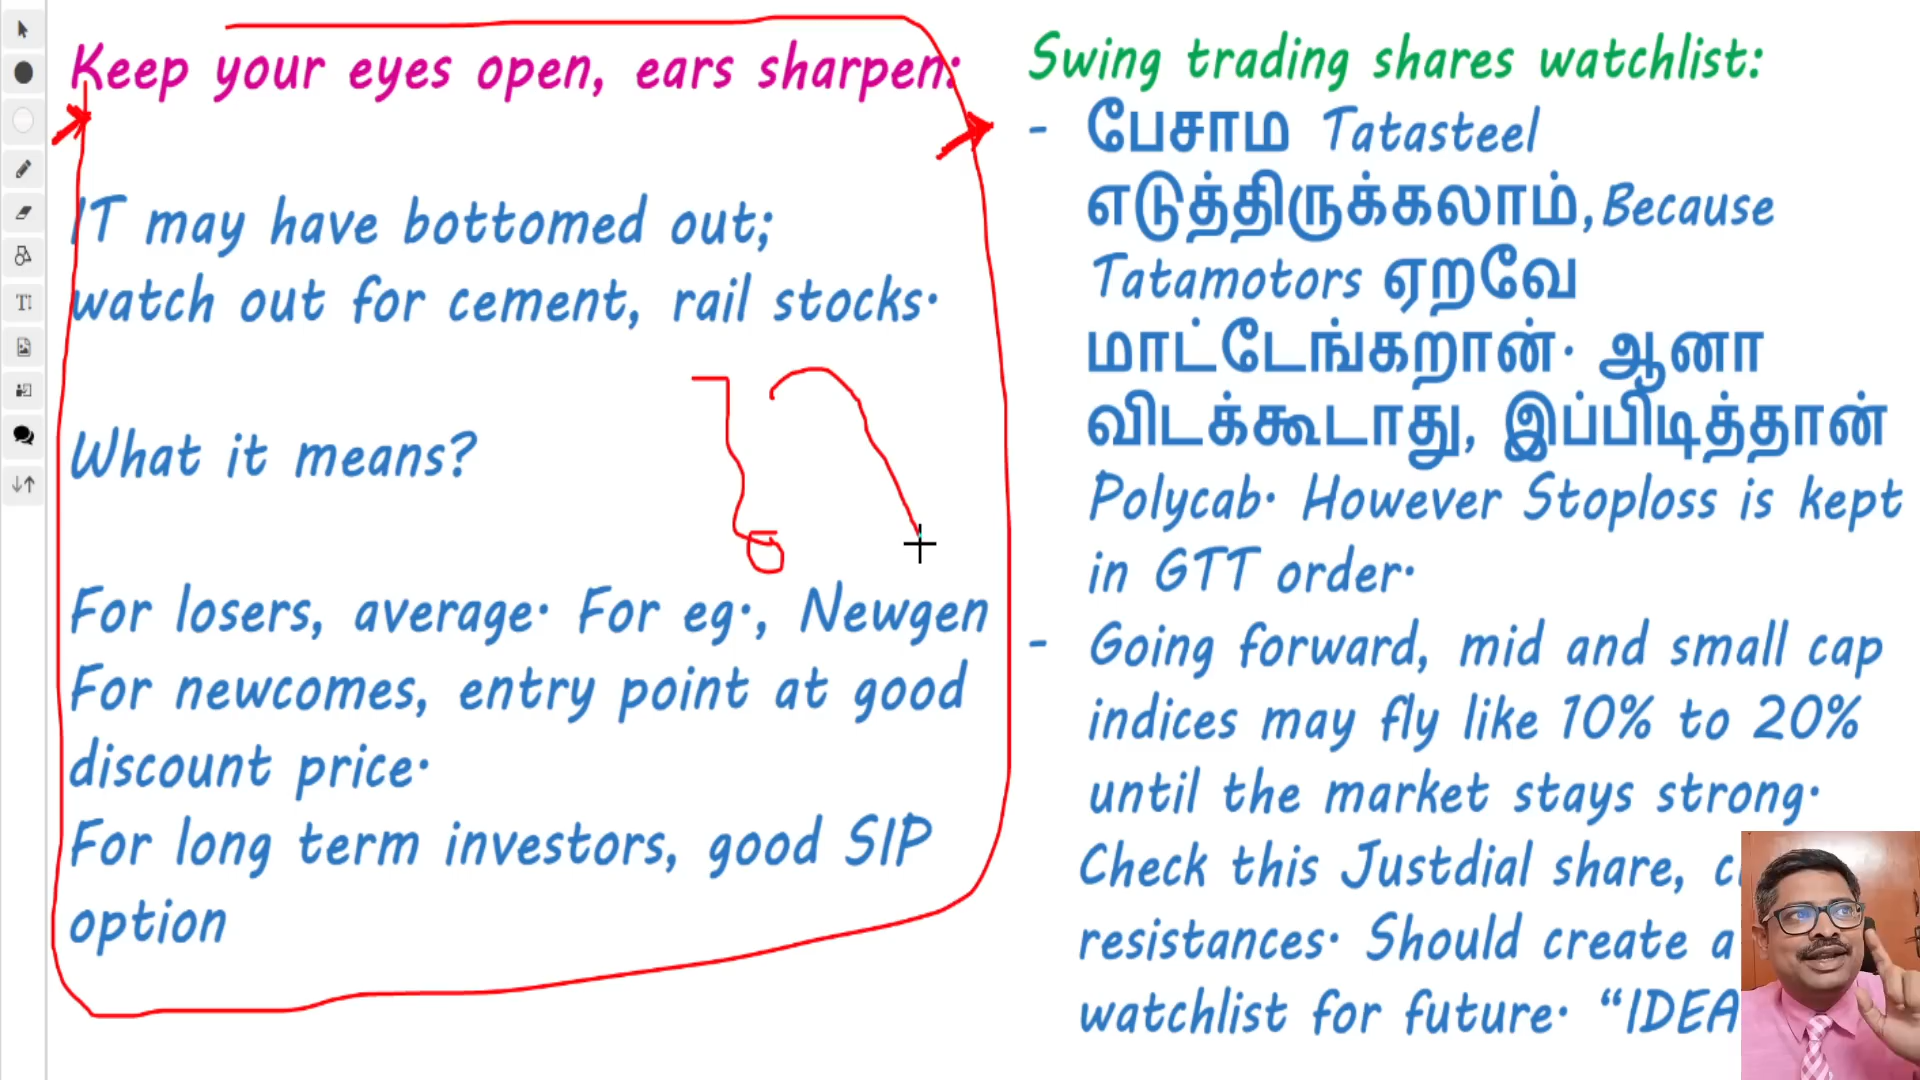 Keep your eyes open, ears sharpen:
IT may have bottomed out;
watch out for cement, rail stocks.
What it means?
For losers, average. For eg., Newgen
For newcomes, entry point at good
discount price.
For long term investors, good SIP
option
Swing trading shares watchlist:
- பேசாம Tatasteel
எடுத்திருக்கலாம்,Because
Tatamotors ஏறவே
மாட்டேங்கறான். ஆனா
விடக்கூடாது, இப்பிடித்தான்
Polycab. However Stoploss is kept
in GTT order.
- Going forward, mid and small cap
indices may fly like 10% to 20%
until the market stays strong.
Check this Justdial share,
resistances. Should create a
watchlist for future. “IDEA